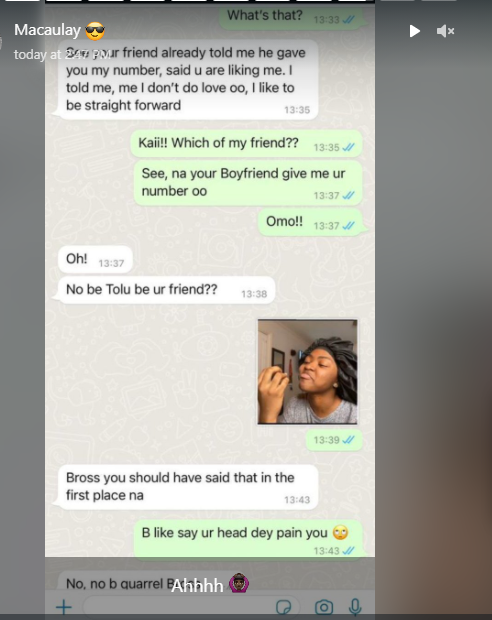 What's that? 13:33
Macaulay 😎
today at 2:47 PM
See, your friend already told me he gave
you my number, said u are liking me. I
told me, me I don't do love oo, I like to
be straight forward 13:35
Kaii!! Which of my friend?? 13:35
See, na your Boyfriend give me ur
number oo 13:37
Omo!! 13:37
Oh! 13:37
No be Tolu be ur friend?? 13:38
13:39
Bross you should have said that in the
first place na 13:43
B like say ur head dey pain you 🙄
13:43
No, no b quarrel
Ahhhh 🙆🏿‍♀️